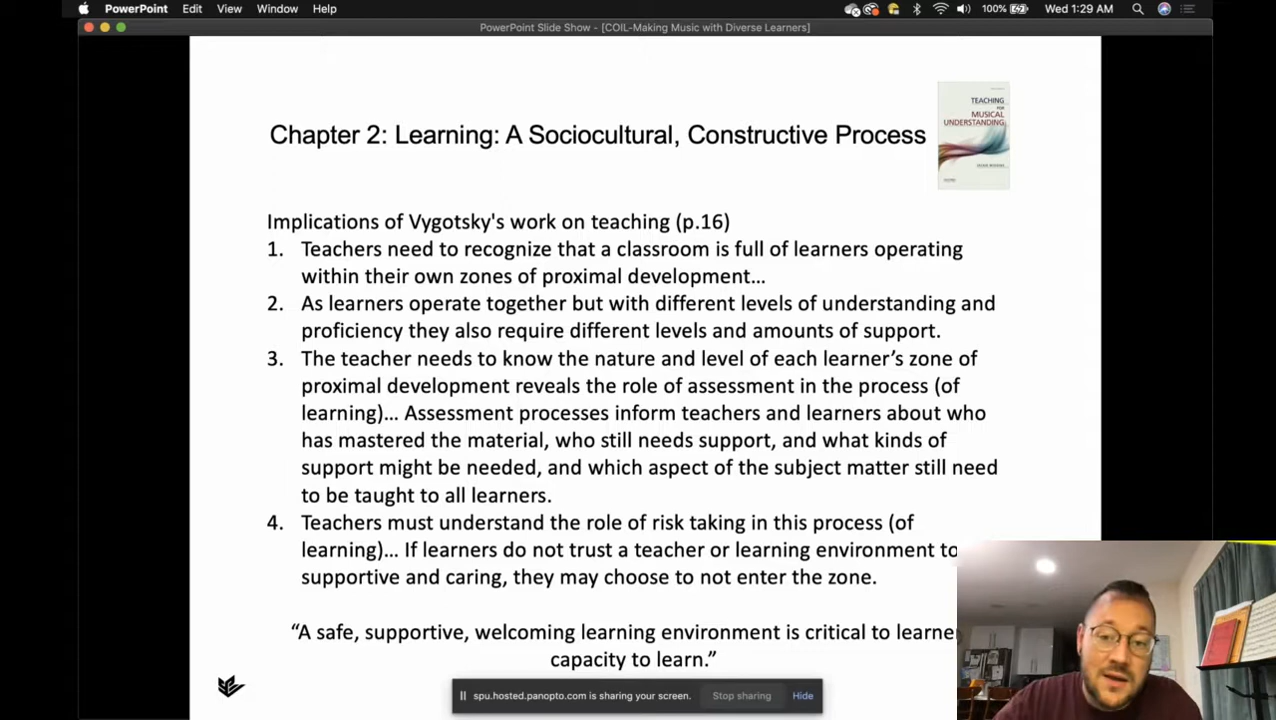 PowerPoint Edit View Window Help 100% Wed 1:29 AM
PowerPoint Slide Show - [COIL-Making Music with Diverse Learners]
Chapter 2: Learning: A Sociocultural, Constructive Process
TEACHING
FOR
MUSICAL
UNDERSTANDING
Implications of Vygotsky's work on teaching (p.16)
1. Teachers need to recognize that a classroom is full of learners operating
within their own zones of proximal development…
2. As learners operate together but with different levels of understanding and
proficiency they also require different levels and amounts of support.
3. The teacher needs to know the nature and level of each learner’s zone of
proximal development reveals the role of assessment in the process (of
learning)… Assessment processes inform teachers and learners about who
has mastered the material, who still needs support, and what kinds of
support might be needed, and which aspect of the subject matter still need
to be taught to all learners.
4. Teachers must understand the role of risk taking in this process (of
learning)… If learners do not trust a teacher or learning environment to
supportive and caring, they may choose to not enter the zone.
“A safe, supportive, welcoming learning environment is critical to learne
capacity to learn.”
spu.hosted.panopto.com is sharing your screen. Stop sharing Hide